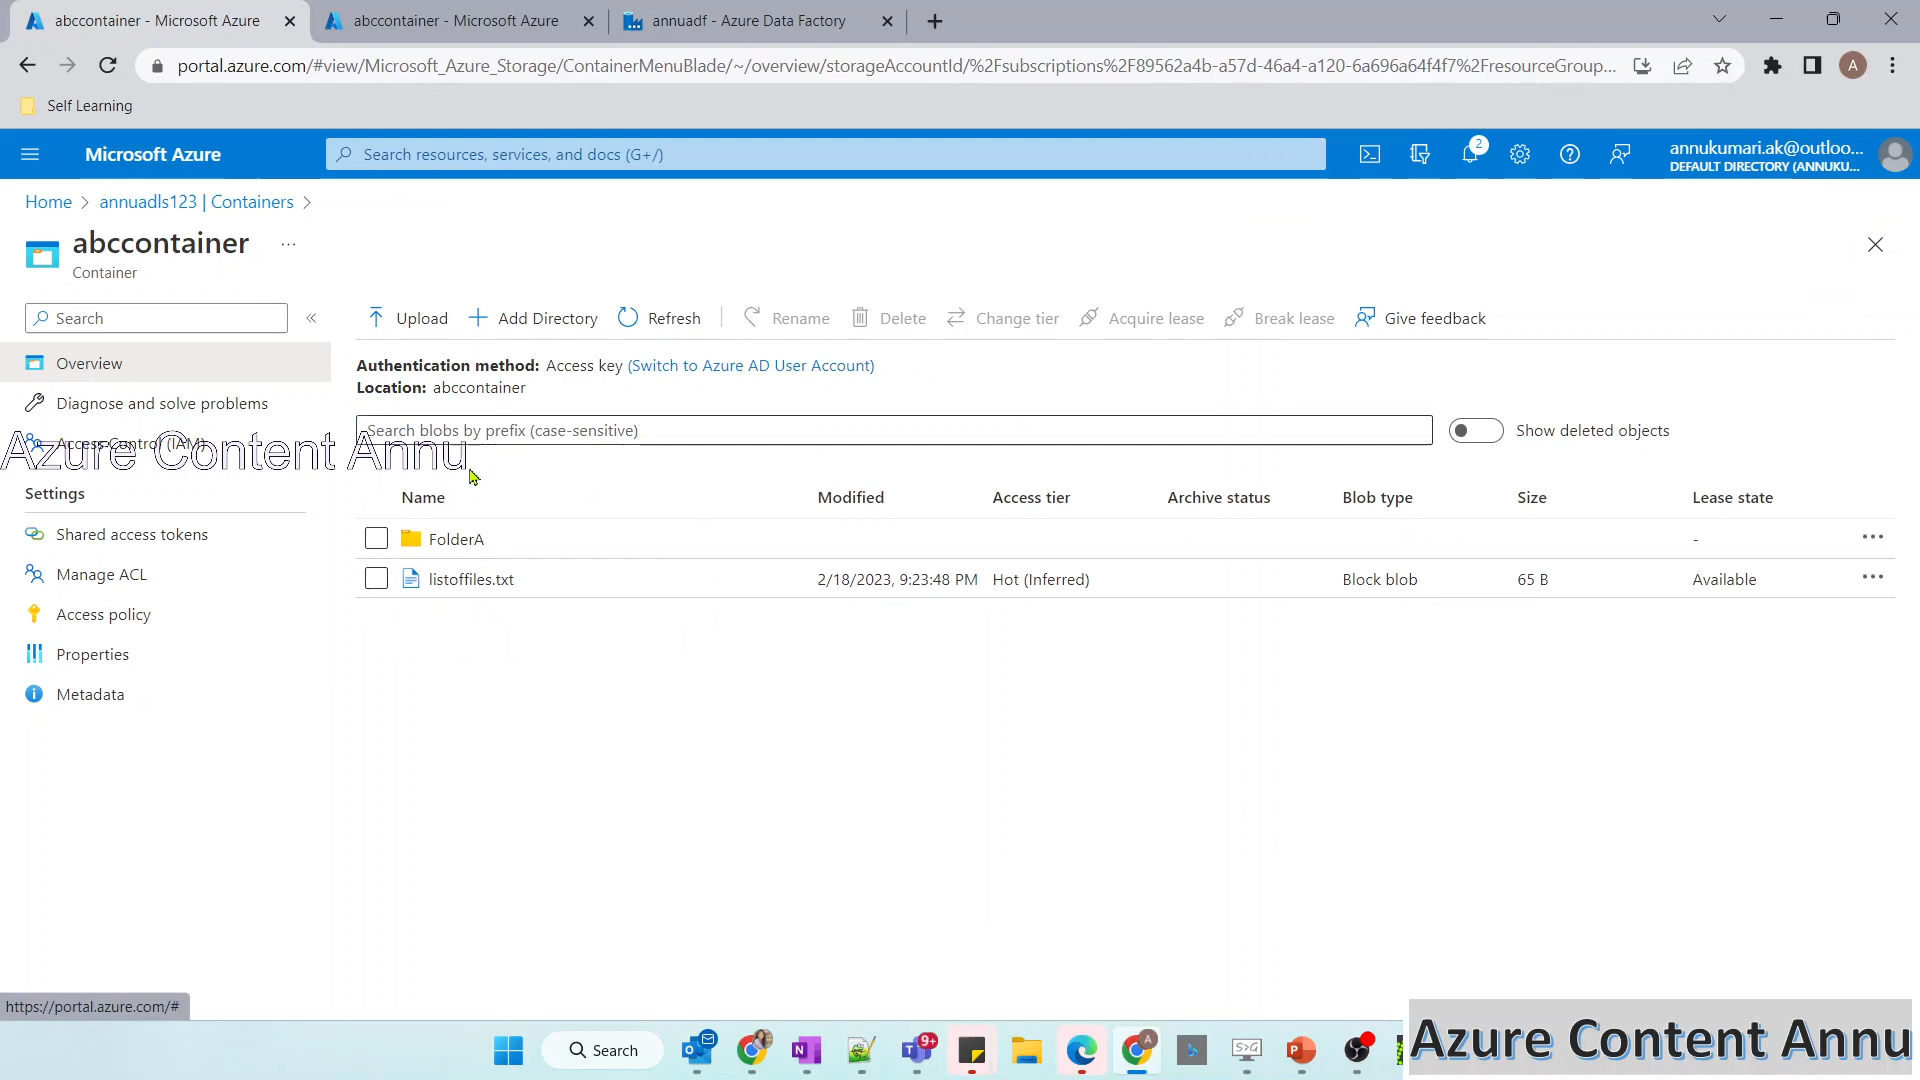 abccontainer - Microsoft Azure
abccontainer - Microsoft Azure
annuadf - Azure Data Factory
portal.azure.com/#view/Microsoft_Azure_Storage/ContainerMenuBlade/~/overview/storageAccountId/%2Fsubscriptions%2F89562a4b-a57d-46a4-a120-6a696a64f4f7%2FresourceGroup...
A
Self Learning
Microsoft Azure
Search resources, services, and docs (G+/)
2
annukumari.ak@outloo...
DEFAULT DIRECTORY (ANNUKU...
Home > annuadls123 | Containers >
abccontainer ...
Container
Search
Upload
Add Directory
Refresh
Rename
Delete
Change tier
Acquire lease
Break lease
Give feedback
Overview
Diagnose and solve problems
Access Control (IAM)
Settings
Shared access tokens
Manage ACL
Access policy
Properties
Metadata
Authentication method: Access key (Switch to Azure AD User Account)
Location: abccontainer
Search blobs by prefix (case-sensitive)
Show deleted objects
Azure Content Annu
Name Modified Access tier Archive status Blob type Size Lease state
FolderA -
listoffiles.txt 2/18/2023, 9:23:48 PM Hot (Inferred) Block blob 65 B Available
https://portal.azure.com/#
Search
9+
A
Azure Content Annu